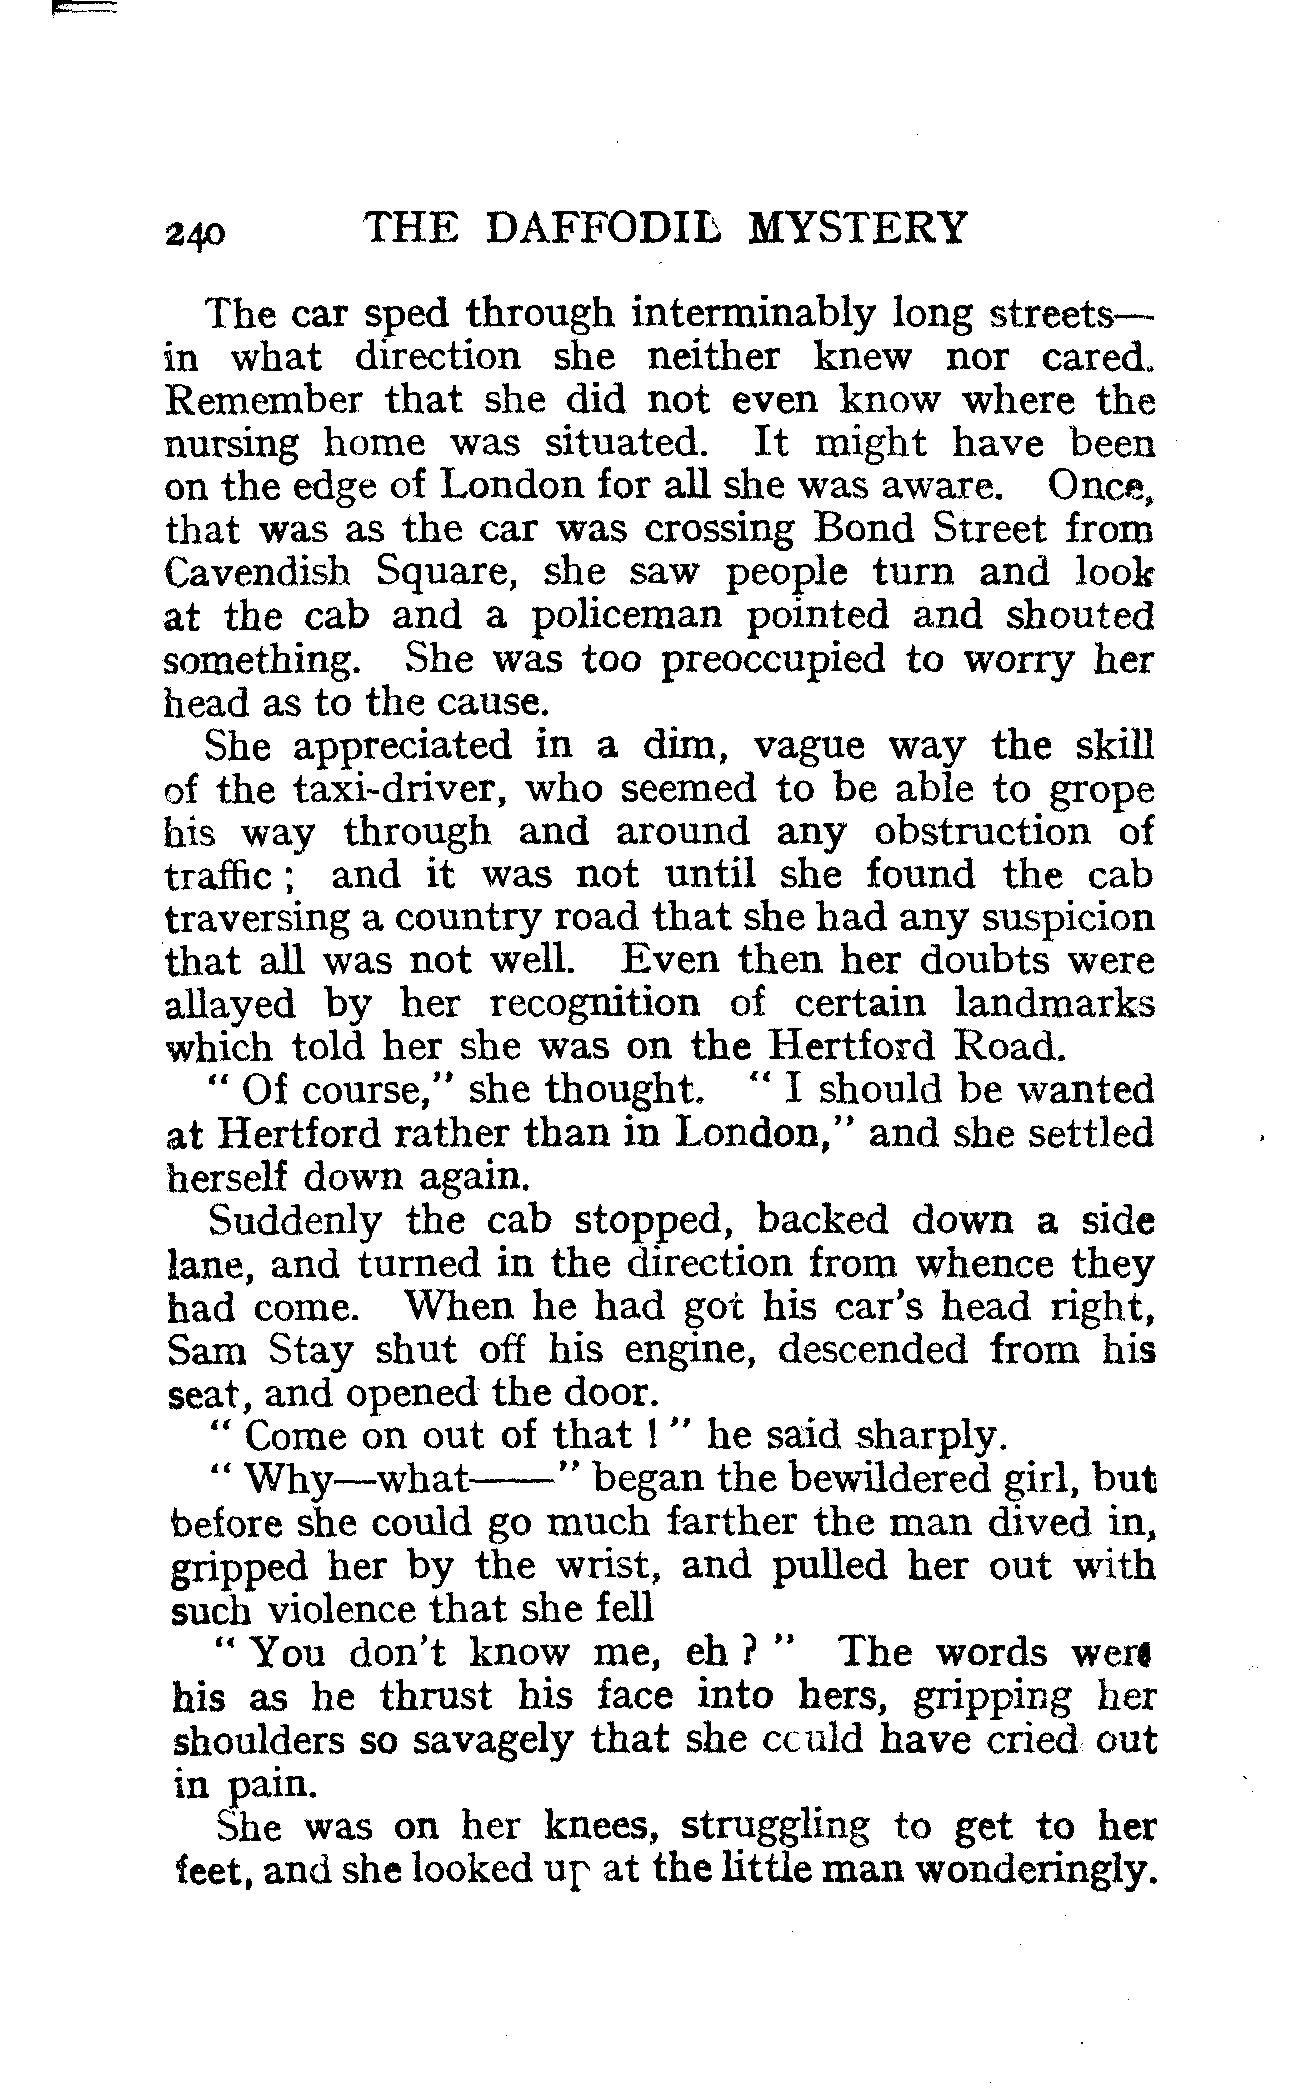 240 THE DAFFODIL MYSTERY
The car sped through interminably long streets—
in what direction she neither knew nor cared.
Remember that she did not even know where the
nursing home was situated. It might have been
on the edge of London for all she was aware. Once,
that was as the car was crossing Bond Street from
Cavendish Square, she saw people turn and look
at the cab and a policeman pointed and shouted
something. She was too preoccupied to worry her
head as to the cause.
She appreciated in a dim, vague way the skill
of the taxi-driver, who seemed to be able to grope
his way through and around any obstruction of
traffic ; and it was not until she found the cab
traversing a country road that she had any suspicion
that all was not well. Even then her doubts were
allayed by her recognition of certain landmarks
which told her she was on the Hertford Road.
" Of course," she thought. " I should be wanted
at Hertford rather than in London," and she settled
herself down again.
Suddenly the cab stopped, backed down a side
lane, and turned in the direction from whence they
had come. When he had got his car's head right,
Sam Stay shut off his engine, descended from his
seat, and opened the door.
" Come on out of that ! " he said sharply.
" Why—what——" began the bewildered girl, but
before she could go much farther the man dived in,
gripped her by the wrist, and pulled her out with
such violence that she fell
" You don't know me, eh ? " The words were
his as he thrust his face into hers, gripping her
shoulders so savagely that she could have cried out
in pain.
She was on her knees, struggling to get to her
feet, and she looked up at the little man wonderingly.